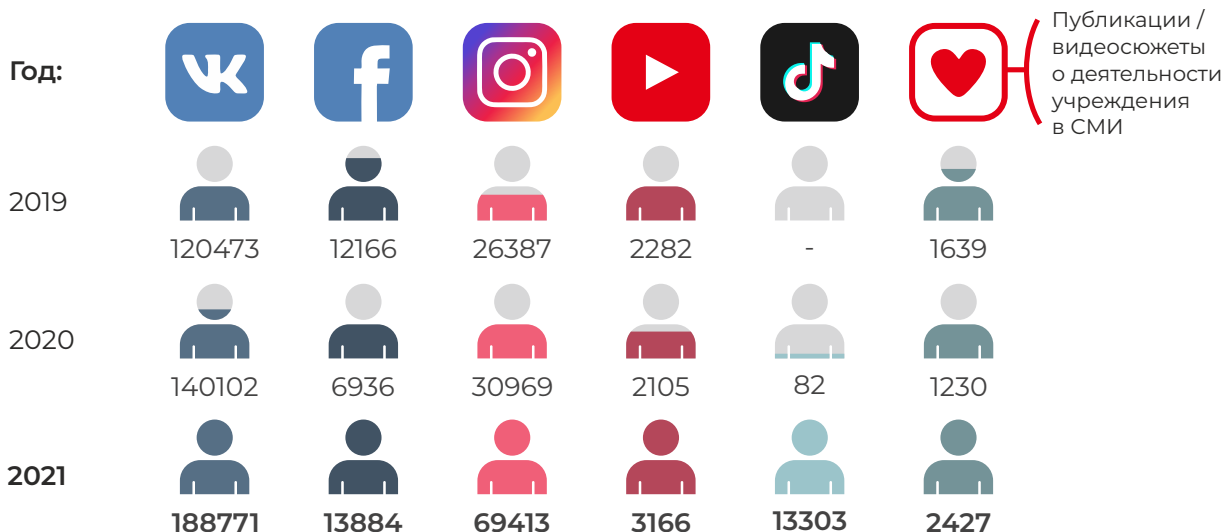 Публикации /
видеосюжеты
о деятельности
учреждения
в СМИ
Год:
2019
120473 12166 26387 2282 - 1639
2020
140102 6936 30969 2105 82 1230
2021
188771 13884 69413 3166 13303 2427